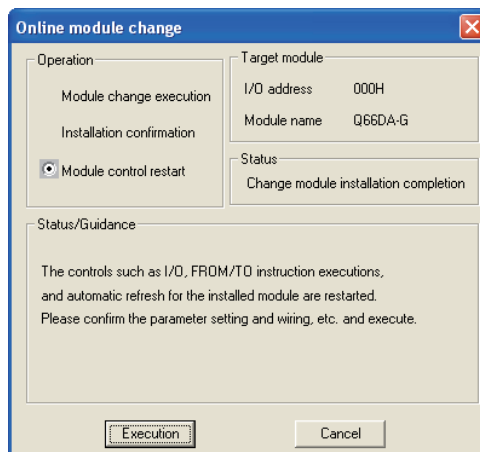 Online module change
Operation
Module change execution
Installation confirmation
Module control restart
Target module
I/O address 000H
Module name Q66DA-G
Status
Change module installation completion
Status/Guidance
The controls such as I/O, FROM/TO instruction executions,
and automatic refresh for the installed module are restarted.
Please confirm the parameter setting and wiring, etc. and execute.
Execution
Cancel